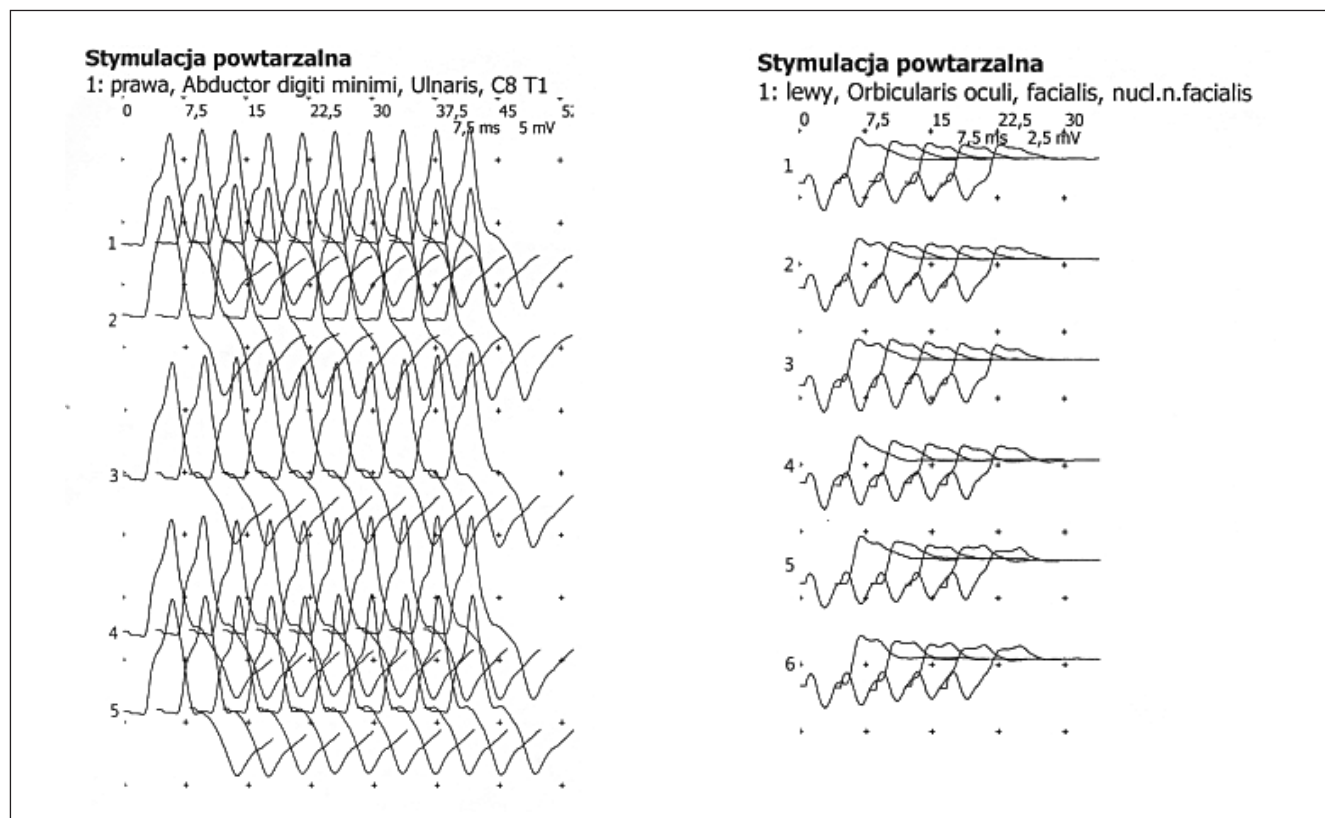 Stymulacja powtarzalna
1: prawa, Abductor digiti minimi, Ulnaris, C8 T1
0 7,5 15 22,5 30 37,5 45 52
7,5 ms 5 mV
1
2
3
4
5
Stymulacja powtarzalna
1: lewy, Orbicularis oculi, facialis, nucl.n.facialis
0 7,5 15 22,5 30
7,5 ms 2,5 mV
1
2
3
4
5
6